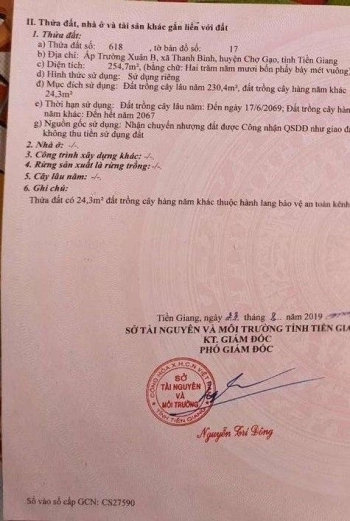 II. Thửa đất, nhà ở và tài sản khác gắn liền với đất
1. Thửa đất:
a) Thửa đất số: 618 , tờ bản đồ số: 17
b) Địa chỉ: Ấp Trường Xuân B, xã Thanh Bình, huyện Chợ Gạo, tỉnh Tiền Giang
c) Diện tích: 254,7m², (bằng chữ: Hai trăm năm mươi bốn phẩy bảy mét vuông)
d) Hình thức sử dụng: Sử dụng riêng
đ) Mục đích sử dụng: Đất trồng cây lâu năm 230,4m², đất trồng cây hàng năm khác
24,3m²
e) Thời hạn sử dụng: Đất trồng cây lâu năm: Đến ngày 17/6/2069; Đất trồng cây hàn
năm khác: Đến hết năm 2067
g) Nguồn gốc sử dụng: Nhận chuyển nhượng đất được Công nhận QSDĐ như giao đ
không thu tiền sử dụng đất
2. Nhà ở: -/-.
3. Công trình xây dựng khác: -/-.
4. Rừng sản xuất là rừng trồng: -/-.
5. Cây lâu năm: -/-.
6. Ghi chú:
Thửa đất có 24,3m² đất trồng cây hàng năm khác thuộc hành lang bảo vệ an toàn kênh
Tiền Giang, ngày 28 tháng 8 năm 2019
SỞ TÀI NGUYÊN VÀ MÔI TRƯỜNG TỈNH TIỀN GIA
KT. GIÁM ĐỐC
PHÓ GIÁM ĐỐC
CỘNG HÒA X.H.C.N VIỆT NAM
SỞ
TÀI NGUYÊN
VÀ
MÔI TRƯỜNG
TỈNH TIỀN GIANG
Nguyễn Trí Đông
Số vào sổ cấp GCN: CS27590